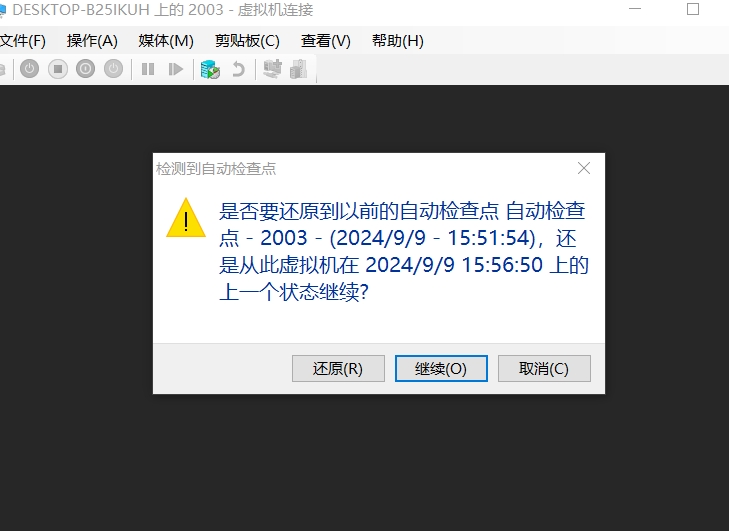 DESKTOP-B25IKUH 上的 2003 - 虚拟机连接
文件(F) 操作(A) 媒体(M) 剪贴板(C) 查看(V) 帮助(H)
检测到自动检查点
是否要还原到以前的自动检查点 自动检查
点 - 2003 - (2024/9/9 - 15:51:54)，还
是从此虚拟机在 2024/9/9 15:56:50 上的
上一个状态继续?
还原(R) 继续(O) 取消(C)